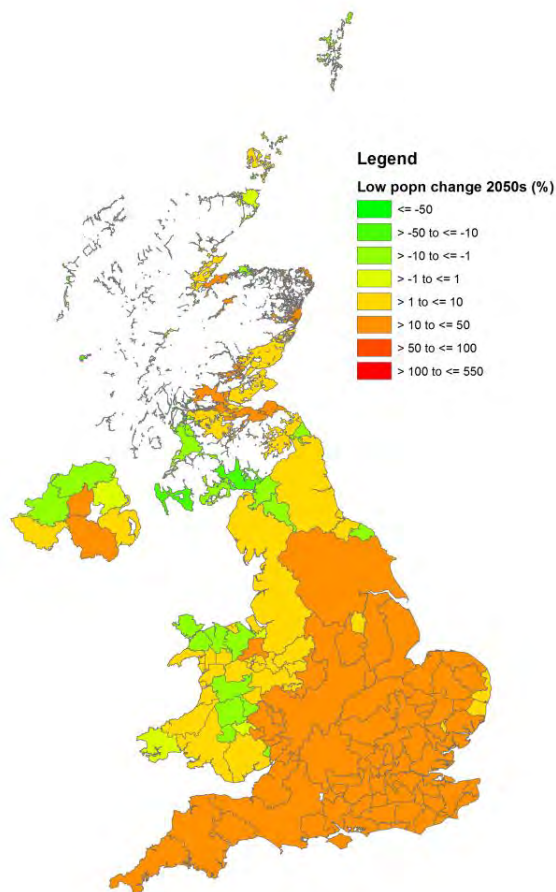 Legend
Low popn change 2050s (%)
<= -50
> -50 to <= -10
> -10 to <= -1
> -1 to <= 1
> 1 to <= 10
> 10 to <= 50
> 50 to <= 100
> 100 to <= 550